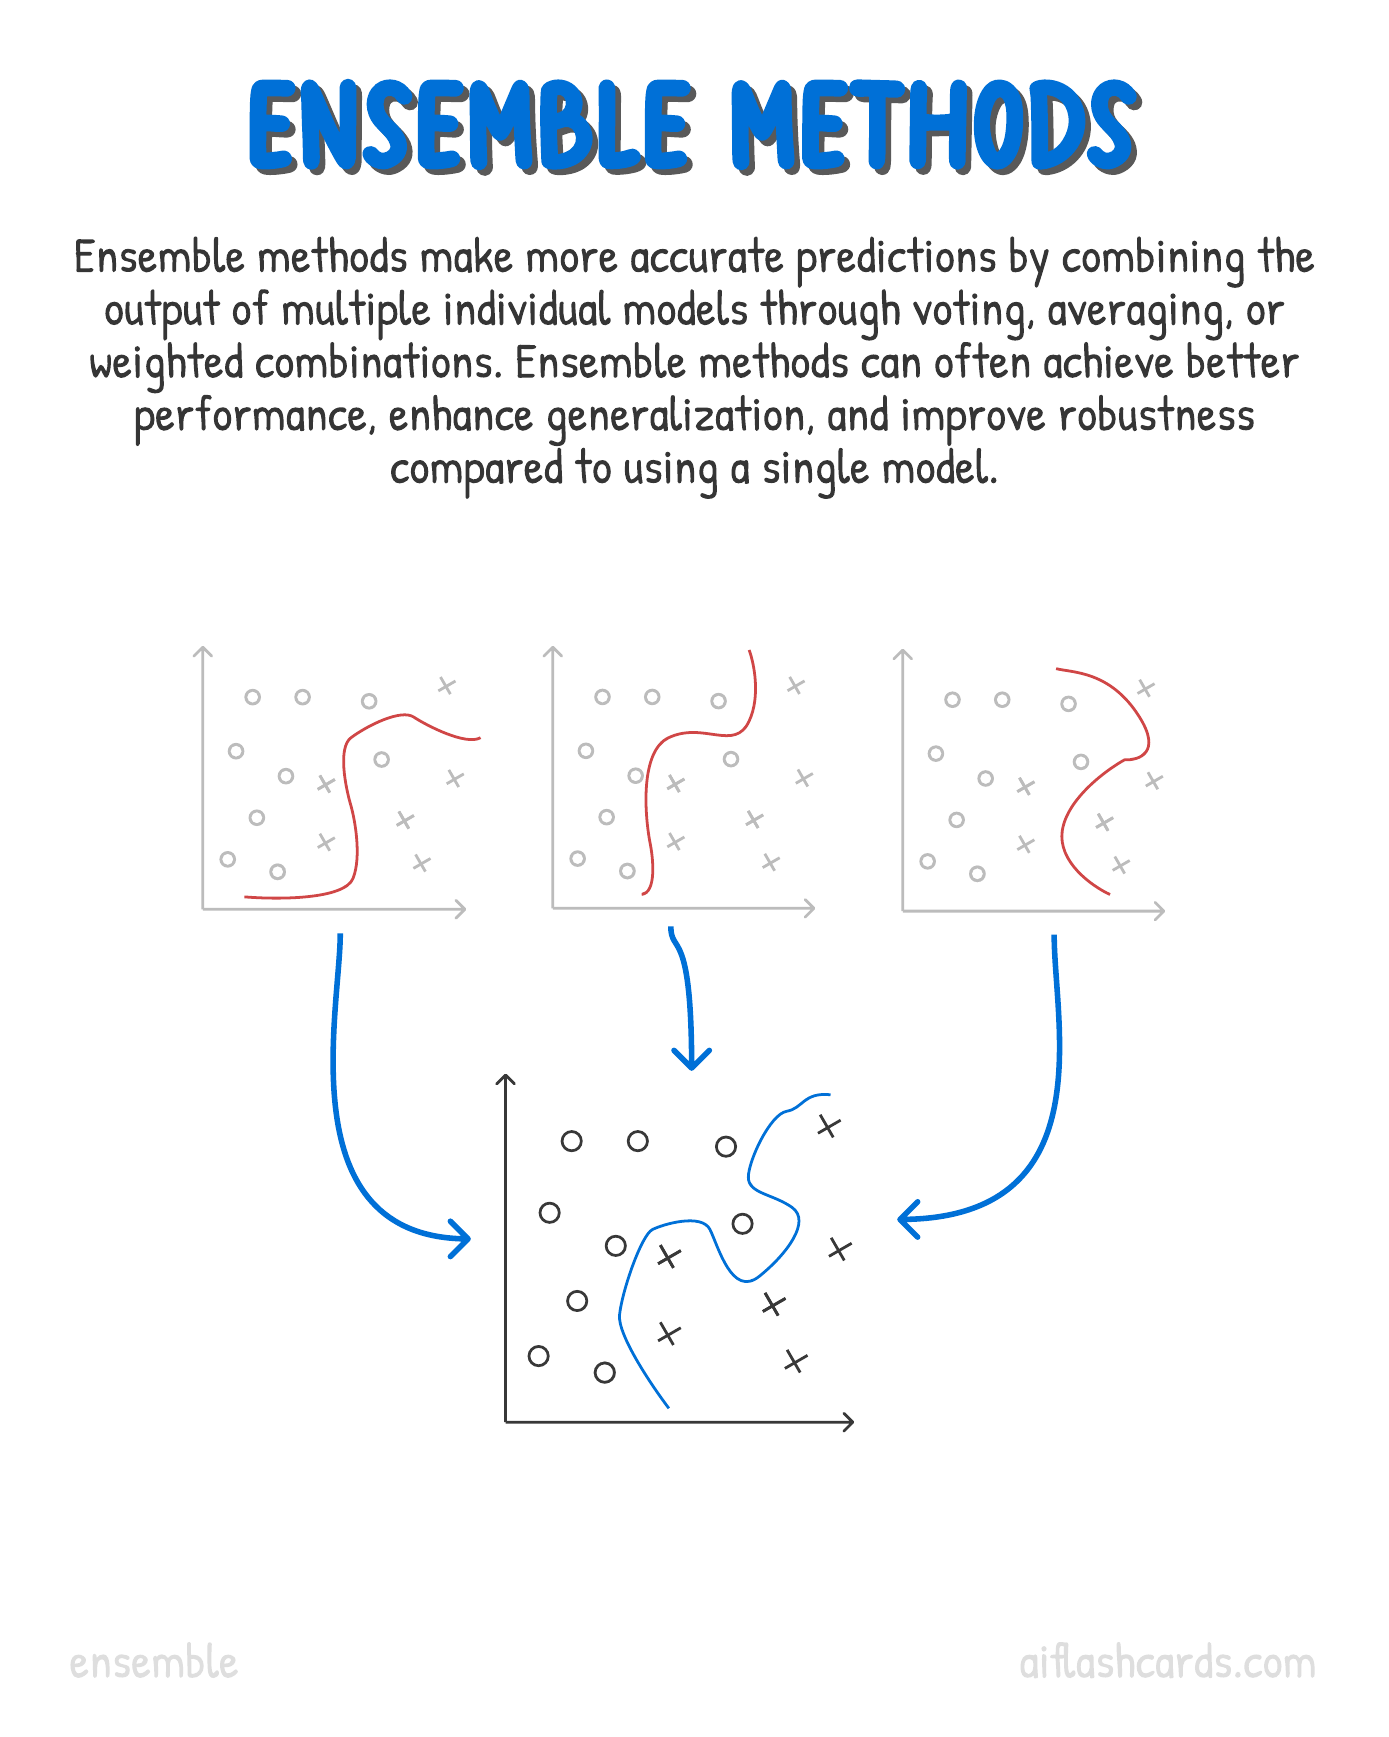 ENSEMBLE METHODS
Ensemble methods make more accurate predictions by combining the
output of multiple individual models through voting, averaging, or
weighted combinations. Ensemble methods can often achieve better
performance, enhance generalization, and improve robustness
compared to using a single model.
ensemble
aiflashcards.com